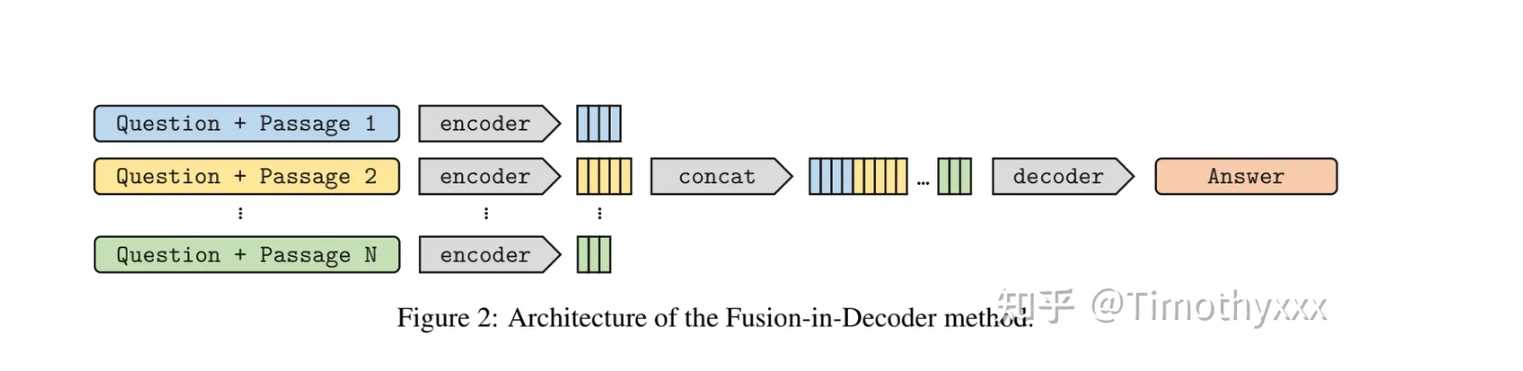 Question + Passage 1 encoder
Question + Passage 2 encoder concat … decoder Answer
⋮ ⋮ ⋮
Question + Passage N encoder
Figure 2: Architecture of the Fusion-in-Decoder method.
知乎 @Timothyxxx